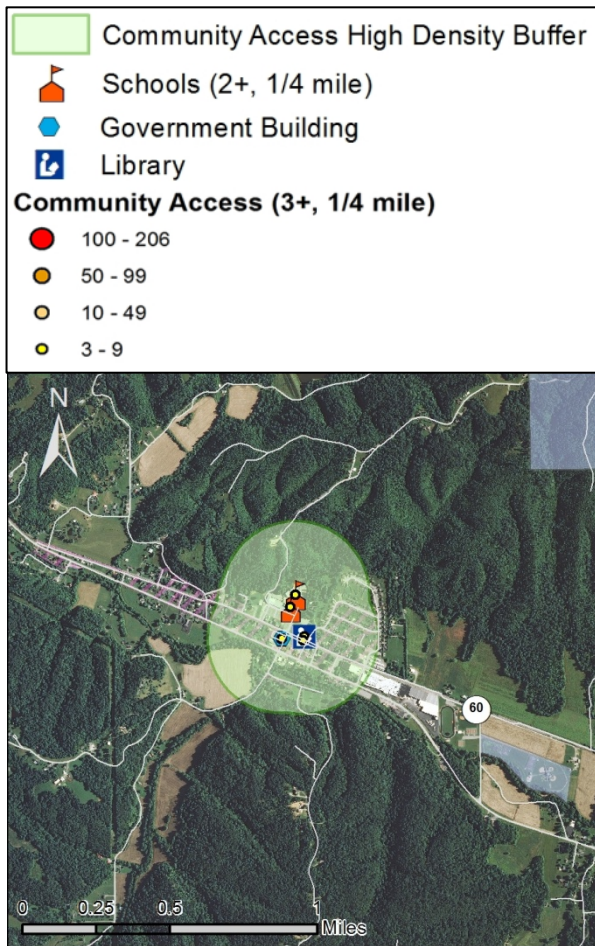 Community Access High Density Buffer
Schools (2+, 1/4 mile)
Government Building
Library
Community Access (3+, 1/4 mile)
100 - 206
50 - 99
10 - 49
3 - 9
N
60
0 0.25 0.5 1
Miles